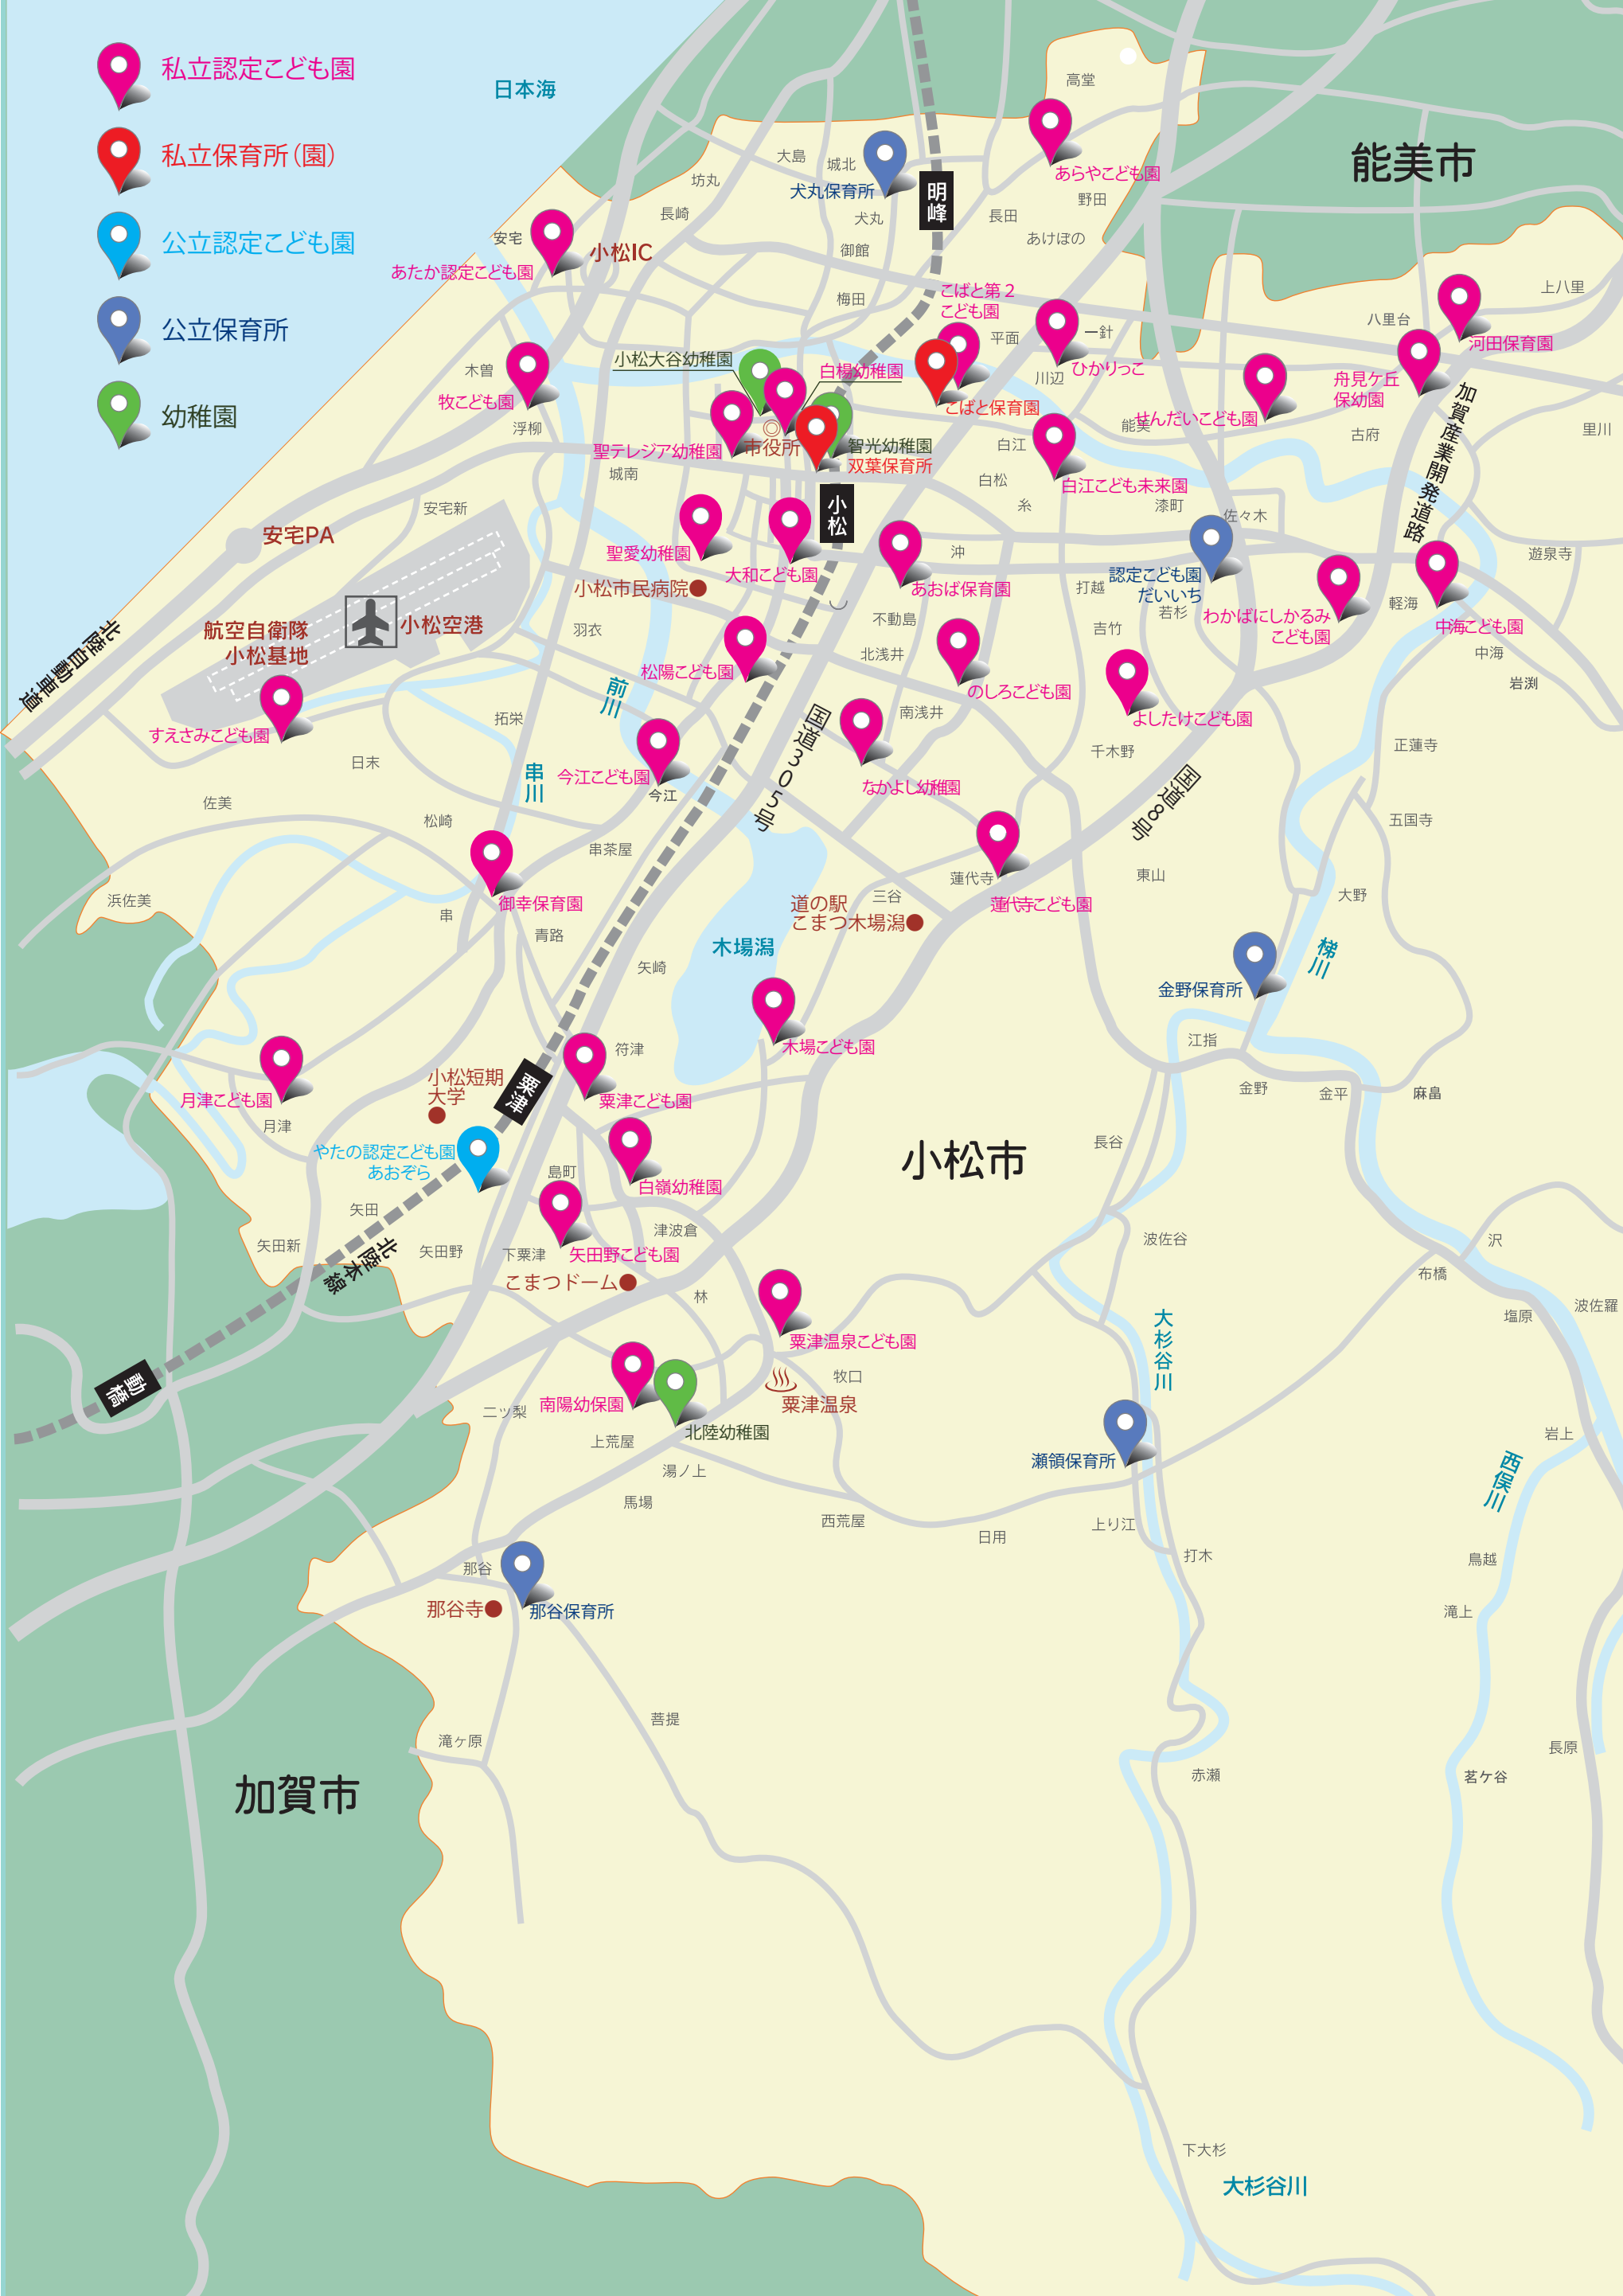 私立認定こども園
私立保育所(園)
公立認定こども園
公立保育所
幼稚園
日本海
能美市
高堂
あらやこども園
大島
城北
坊丸
犬丸保育所
明峰
野田
長崎
犬丸
長田
あけぼの
安宅
小松IC
御館
あたか認定こども園
梅田
こばと第2
こども園
上八里
八里台
河田保育園
平面
一針
ひかりっこ
小松大谷幼稚園
白楊幼稚園
木曽
牧こども園
川辺
舟見ケ丘
保幼園
こばと保育園
せんだいこども園
能美
浮柳
市役所
聖テレジア幼稚園
智光幼稚園
双葉保育所
白江
古府
里川
加賀産業開発道路
城南
白松
白江こども未来園
安宅新
小松
糸
漆町
佐々木
安宅PA
聖愛幼稚園
大和こども園
沖
遊泉寺
小松市民病院
あおば保育園
打越
認定こども園
だいいち
若杉
わかばにしかるみ
こども園
軽海
中海こども園
北陸自動車道
航空自衛隊
小松基地
小松空港
羽衣
不動島
吉竹
北浅井
中海
松陽こども園
のしろこども園
岩渕
前川
すえさみこども園
拓栄
国道305号
南浅井
よしたけこども園
千木野
正蓮寺
日末
串川
今江こども園
今江
なかよし幼稚園
国道8号
佐美
松崎
五国寺
串茶屋
蓮代寺
東山
浜佐美
御幸保育園
串
三谷
道の駅
こまつ木場潟
蓮代寺こども園
大野
青路
木場潟
梯川
矢崎
金野保育所
木場こども園
江指
符津
小松短期
大学
粟津
粟津こども園
月津こども園
金野
金平
麻畠
月津
やたの認定こども園
あおぞら
小松市
長谷
島町
白嶺幼稚園
矢田
津波倉
矢田新
北陸本線
矢田野
下粟津
矢田野こども園
波佐谷
沢
こまつドーム
林
布橋
波佐羅
塩原
粟津温泉こども園
大杉谷川
動橋
南陽幼保園
牧口
粟津温泉
二ッ梨
北陸幼稚園
上荒屋
岩上
湯ノ上
瀬領保育所
西俣川
馬場
西荒屋
日用
上り江
打木
鳥越
那谷
那谷寺
那谷保育所
滝上
菩提
滝ヶ原
長原
赤瀬
茗ケ谷
加賀市
下大杉
大杉谷川